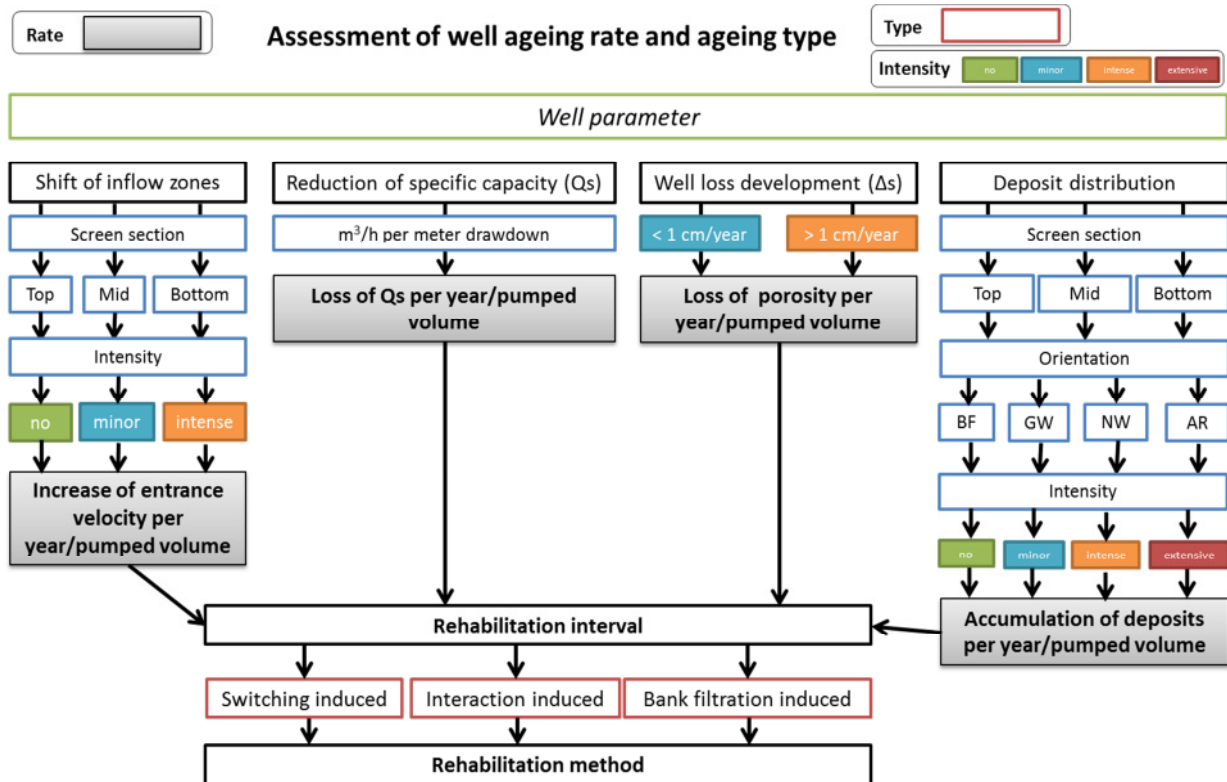 Rate
Assessment of well ageing rate and ageing type
Type
Intensity
no
minor
intense
extensive
Well parameter
Shift of inflow zones
Screen section
Top
Mid
Bottom
Intensity
no
minor
intense
Increase of entrance
velocity per
year/pumped volume
Reduction of specific capacity (Qs)
m³/h per meter drawdown
Loss of Qs per year/pumped
volume
Well loss development (Δs)
< 1 cm/year
> 1 cm/year
Loss of porosity per
year/pumped volume
Deposit distribution
Screen section
Top
Mid
Bottom
Orientation
BF
GW
NW
AR
Intensity
no
minor
intense
extensive
Accumulation of deposits
per year/pumped volume
Rehabilitation interval
Switching induced
Interaction induced
Bank filtration induced
Rehabilitation method